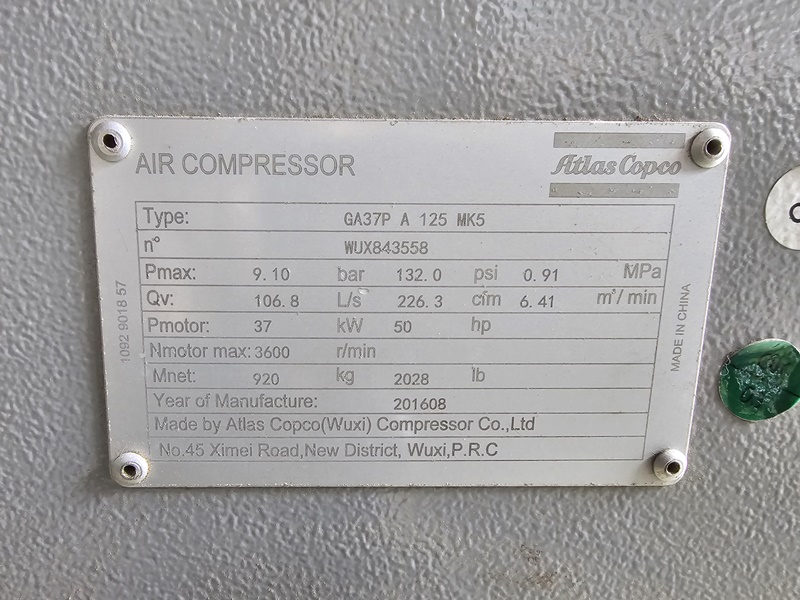 AIR COMPRESSOR
Atlas Copco
Type: GA37P A 125 MK5
n° WUX843558
Pmax: 9.10 bar 132.0 psi 0.91 MPa
Qv: 106.8 L/s 226.3 cfm 6.41 m³/min
Pmotor: 37 kW 50 hp
Nmotor max: 3600 r/min
Mnet: 920 kg 2028 lb
Year of Manufacture: 201608
Made by Atlas Copco(Wuxi) Compressor Co.,Ltd
No.45 Ximei Road,New District, Wuxi,P.R.C
1092 9018 57
MADE IN CHINA